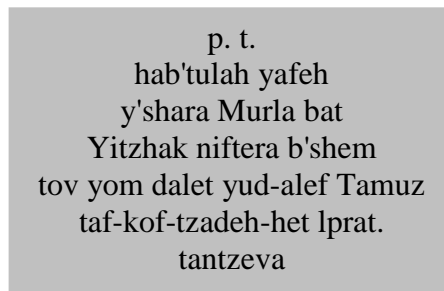 p. t.
hab'tulah yafeh
y'shara Murla bat
Yitzhak niftera b'shem
tov yom dalet yud-alef Tamuz
taf-kof-tzadeh-het lprat.
tantzeva